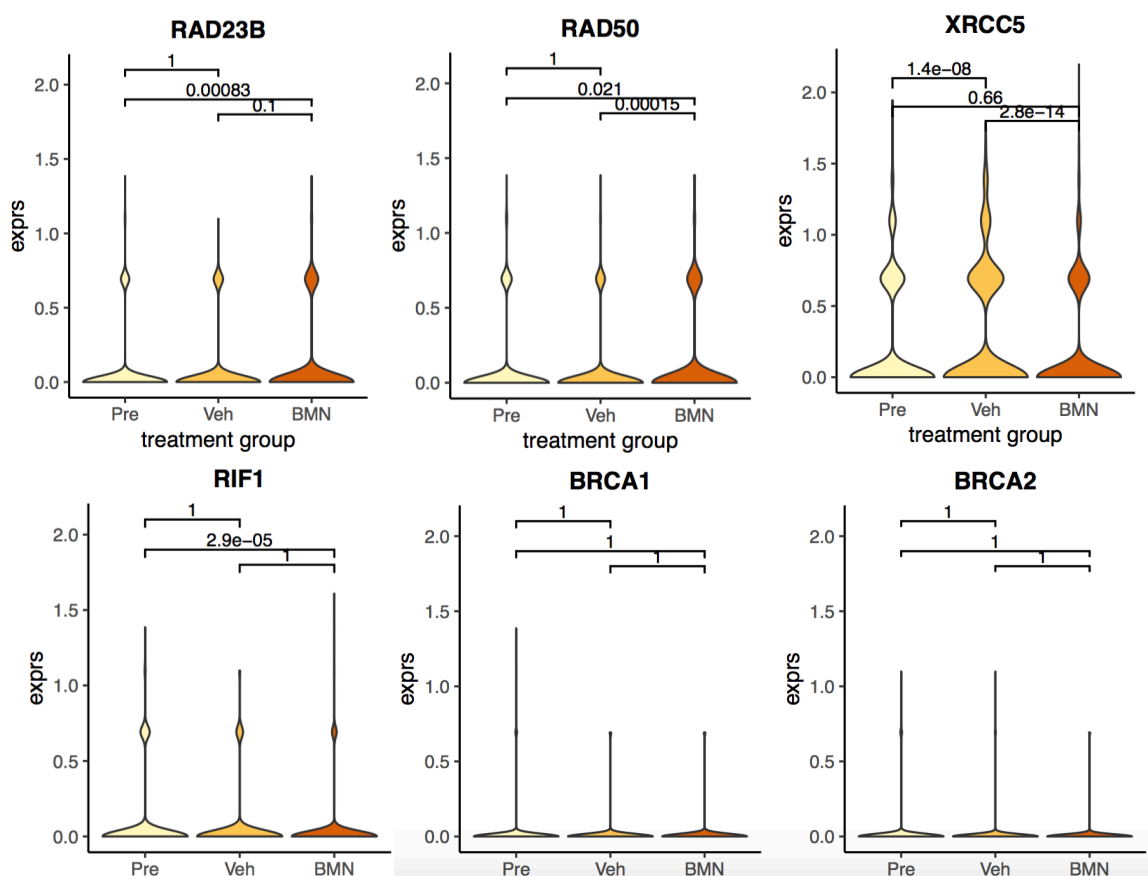 RAD23B
RAD50
XRCC5
1
0.00083
0.1
2.0
1.5
1.0
0.5
0.0
exprs
Pre
Veh
BMN
treatment group
1
0.021
0.00015
2.0
1.5
1.0
0.5
0.0
exprs
Pre
Veh
BMN
treatment group
1.4e−08
0.66
2.8e−14
2.0
1.5
1.0
0.5
0.0
exprs
Pre
Veh
BMN
treatment group
RIF1
BRCA1
BRCA2
1
2.9e−05
1
2.0
1.5
1.0
0.5
0.0
exprs
Pre
Veh
BMN
1
1
1
2.0
1.5
1.0
0.5
0.0
exprs
Pre
Veh
BMN
1
1
1
2.0
1.5
1.0
0.5
0.0
exprs
Pre
Veh
BMN